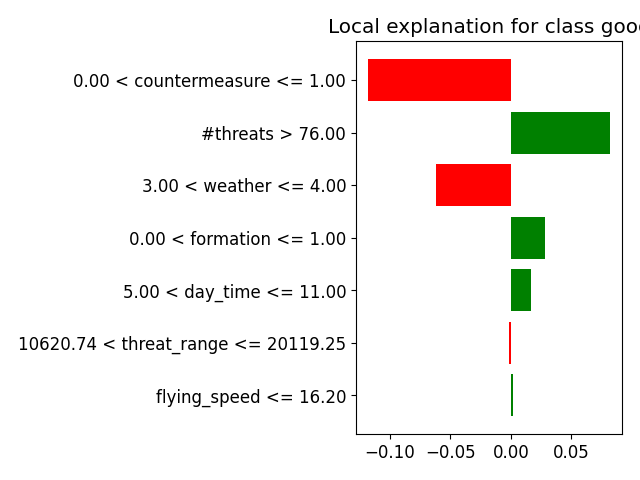 Local explanation for class goo
0.00 < countermeasure <= 1.00
#threats > 76.00
3.00 < weather <= 4.00
0.00 < formation <= 1.00
5.00 < day_time <= 11.00
10620.74 < threat_range <= 20119.25
flying_speed <= 16.20
−0.10 −0.05 0.00 0.05